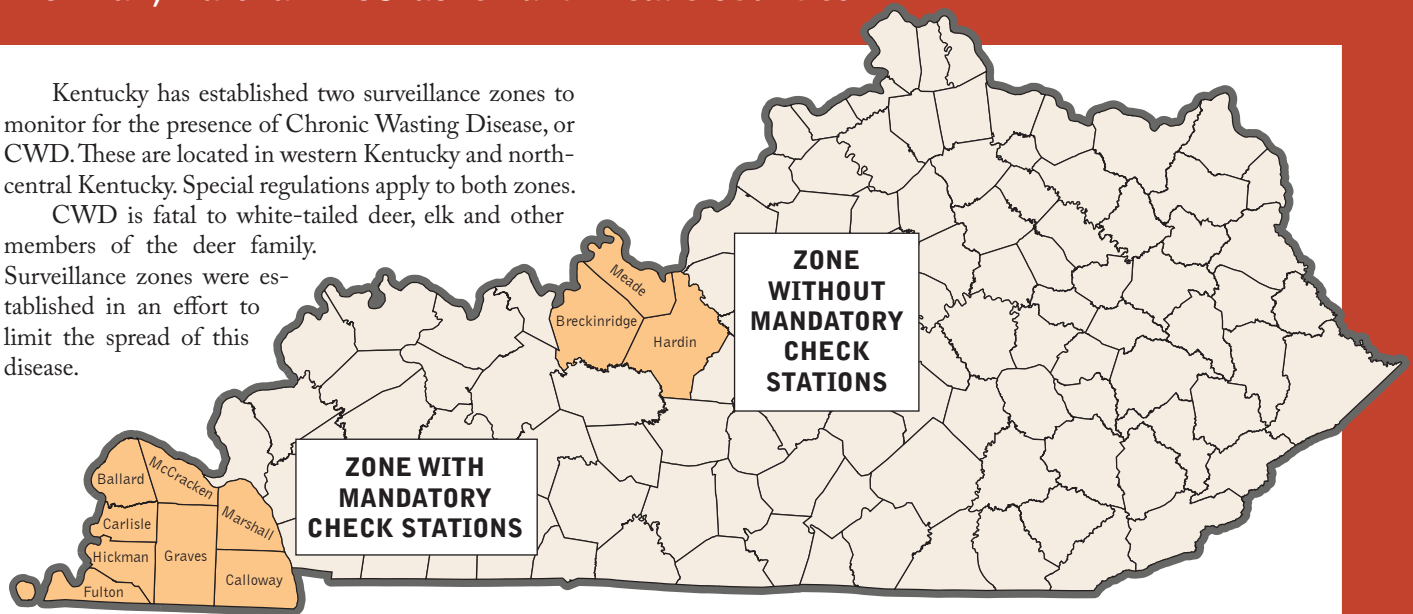 Kentucky has established two surveillance zones to
monitor for the presence of Chronic Wasting Disease, or
CWD. These are located in western Kentucky and north-
central Kentucky. Special regulations apply to both zones.
CWD is fatal to white-tailed deer, elk and other
members of the deer family.
Surveillance zones were es-
tablished in an effort to
limit the spread of this
disease.
Meade
Breckinridge
Hardin
ZONE
WITHOUT
MANDATORY
CHECK
STATIONS
ZONE WITH
MANDATORY
CHECK STATIONS
Ballard
McCracken
Carlisle
Marshall
Hickman
Graves
Calloway
Fulton